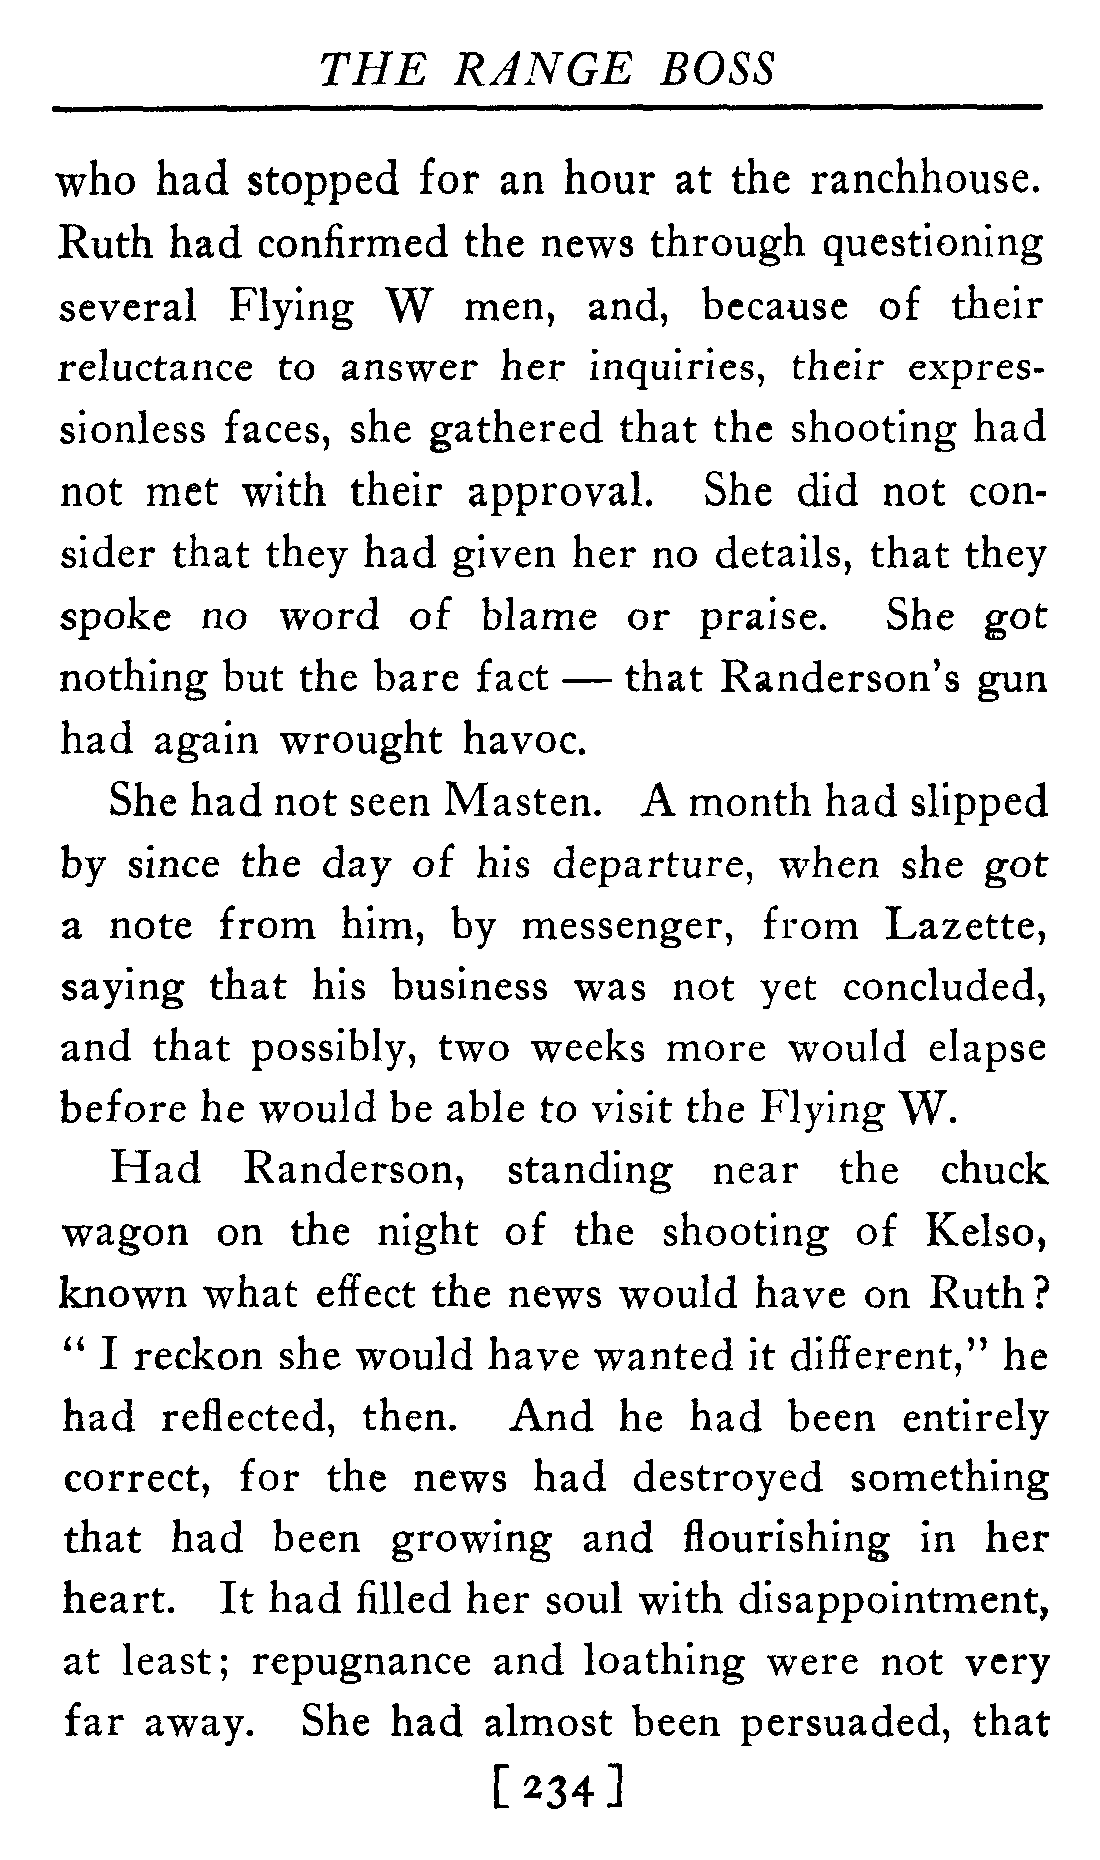 THE RANGE BOSS
who had stopped for an hour at the ranchhouse.
Ruth had confirmed the news through questioning
several Flying W men, and, because of their
reluctance to answer her inquiries, their expres-
sionless faces, she gathered that the shooting had
not met with their approval. She did not con-
sider that they had given her no details, that they
spoke no word of blame or praise. She got
nothing but the bare fact — that Randerson's gun
had again wrought havoc.
She had not seen Masten. A month had slipped
by since the day of his departure, when she got
a note from him, by messenger, from Lazette,
saying that his business was not yet concluded,
and that possibly, two weeks more would elapse
before he would be able to visit the Flying W.
Had Randerson, standing near the chuck
wagon on the night of the shooting of Kelso,
known what effect the news would have on Ruth?
" I reckon she would have wanted it different," he
had reflected, then. And he had been entirely
correct, for the news had destroyed something
that had been growing and flourishing in her
heart. It had filled her soul with disappointment,
at least; repugnance and loathing were not very
far away. She had almost been persuaded, that
[ 234 ]